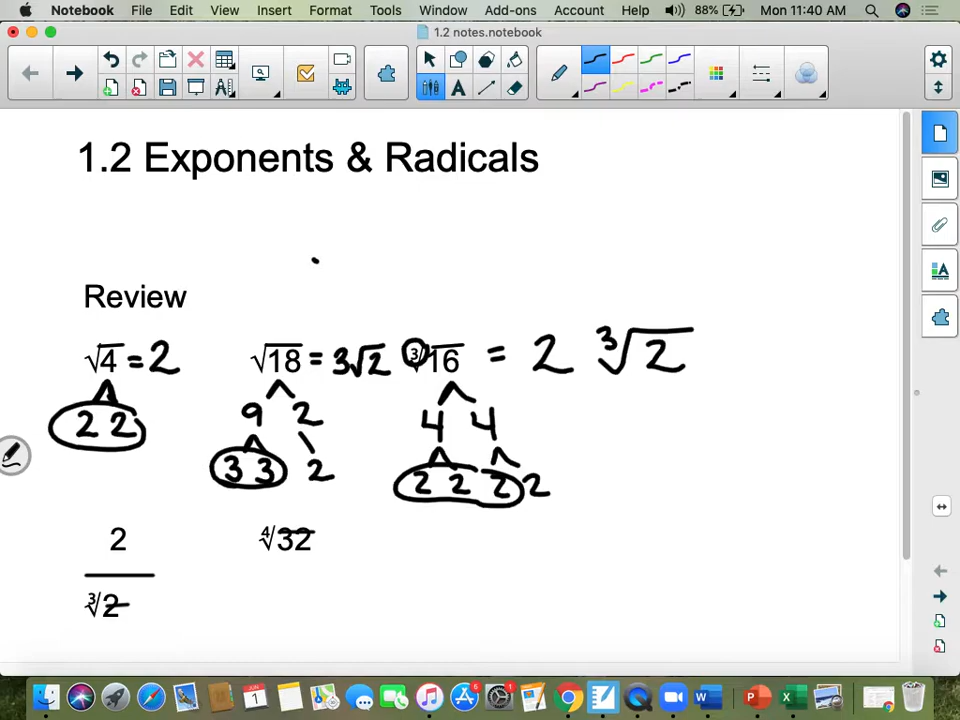 Notebook File Edit View Insert Format Tools Window Add-ons Account Help 88% Mon 11:40 AM
1.2 notes.notebook
1.2 Exponents & Radicals
Review
√4 = 2 √18 = 3√2 ∛16 = 2 ∛2
2 2 9 2 4 4
3 3 2 2 2 2 2
2 ∜32
∛2